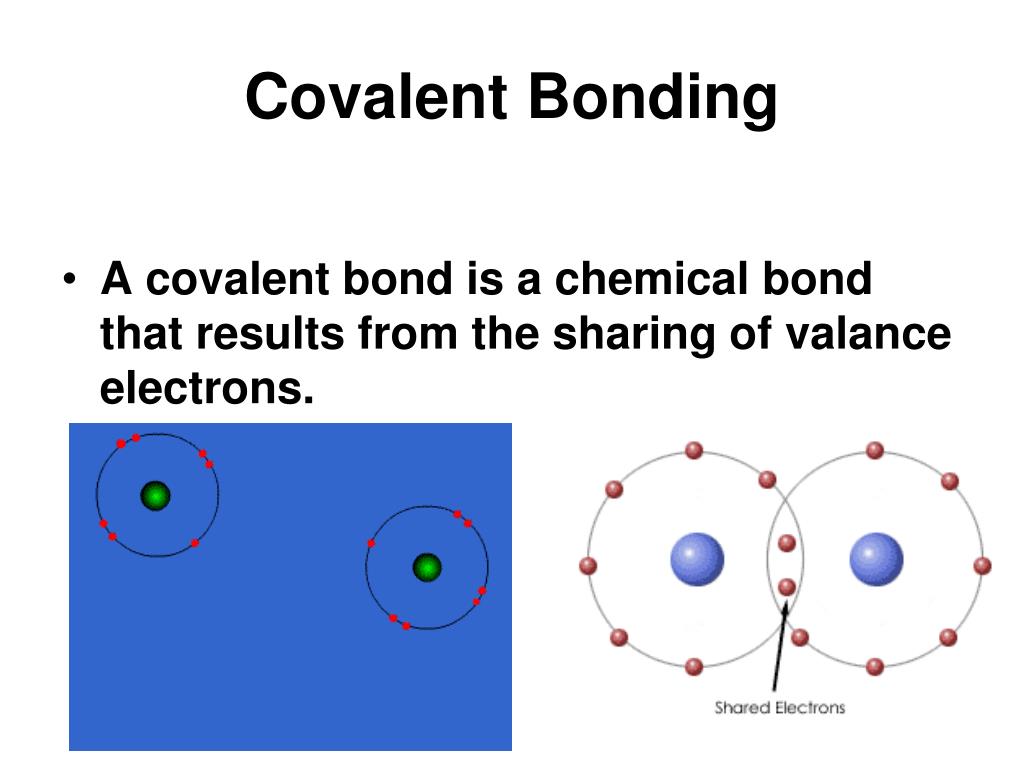 Covalent Bonding
• A covalent bond is a chemical bond
that results from the sharing of valance
electrons.
Shared Electrons